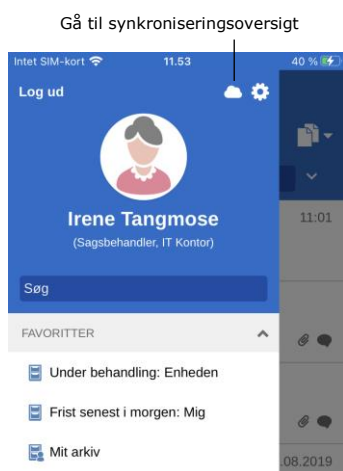 Gå til synkroniseringsoversigt
Intet SIM-kort 11.53 40 %
Log ud
Irene Tangmose
(Sagsbehandler, IT Kontor)
11:01
Søg
FAVORITTER
Under behandling: Enheden
Frist senest i morgen: Mig
Mit arkiv
.08.2019